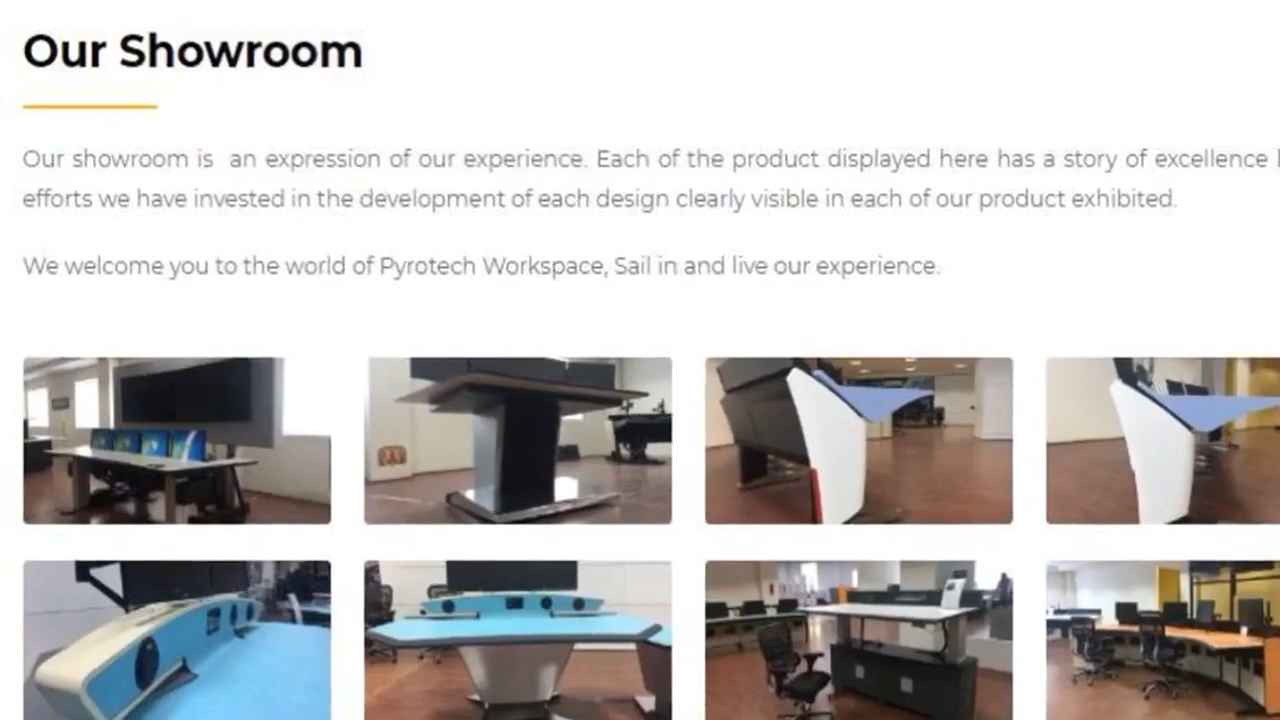 Our Showroom
Our showroom is an expression of our experience. Each of the product displayed here has a story of excellence
efforts we have invested in the development of each design clearly visible in each of our product exhibited.
We welcome you to the world of Pyrotech Workspace, Sail in and live our experience.